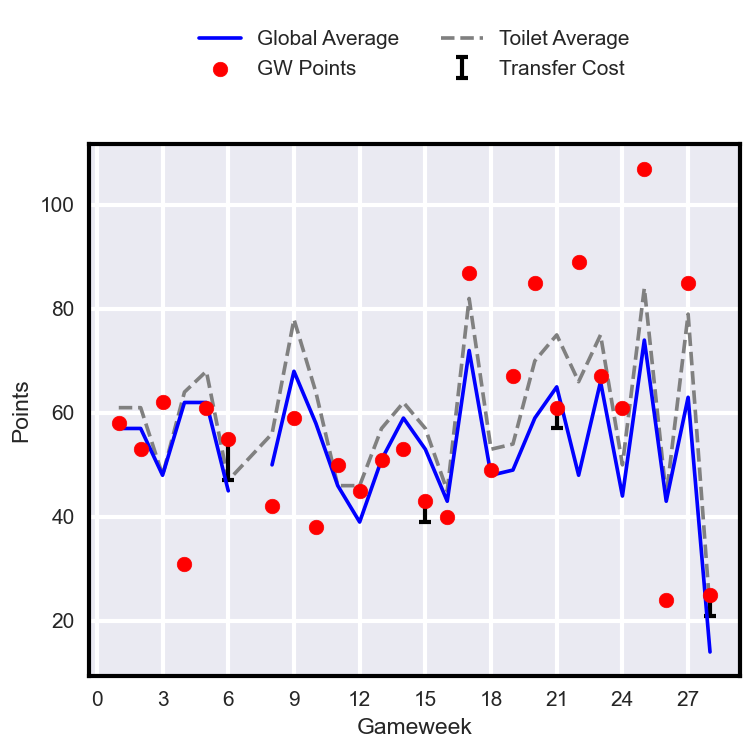 Global Average
Toilet Average
GW Points
Transfer Cost
100
80
60
40
20
Points
0 3 6 9 12 15 18 21 24 27
Gameweek